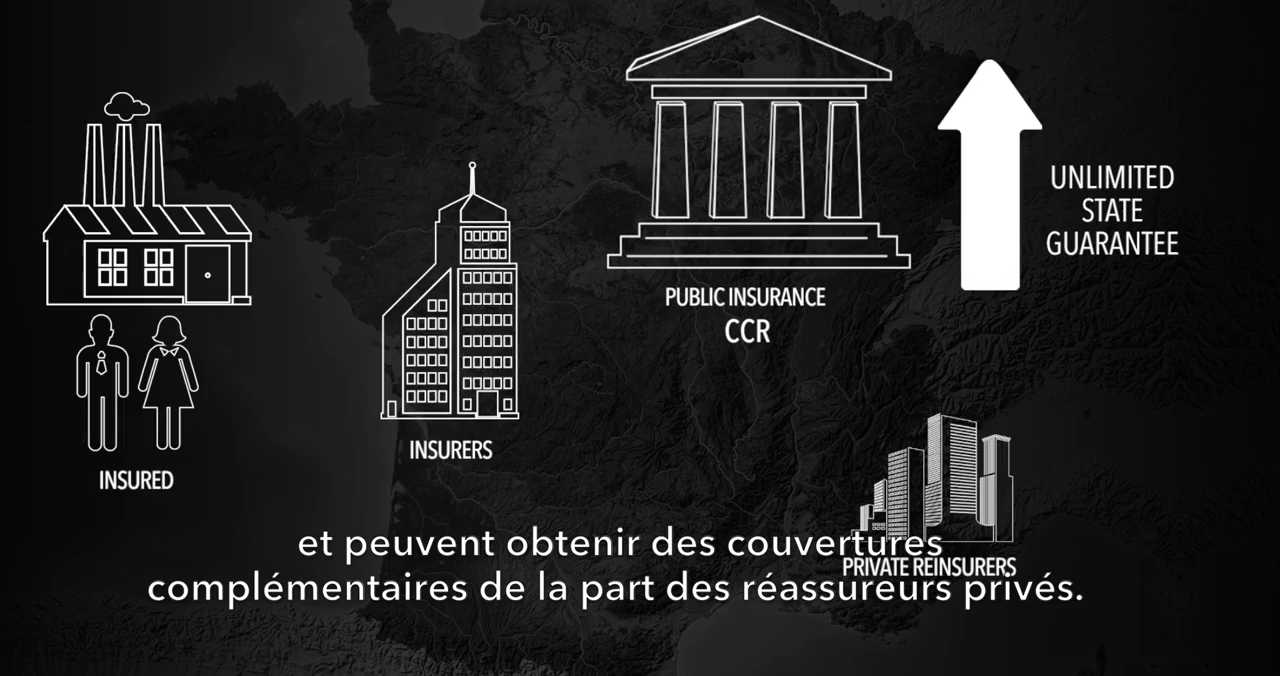 UNLIMITED
STATE
GUARANTEE
PUBLIC INSURANCE
CCR
INSURERS
INSURED
PRIVATE REINSURERS
et peuvent obtenir des couvertures
complémentaires de la part des réassureurs privés.